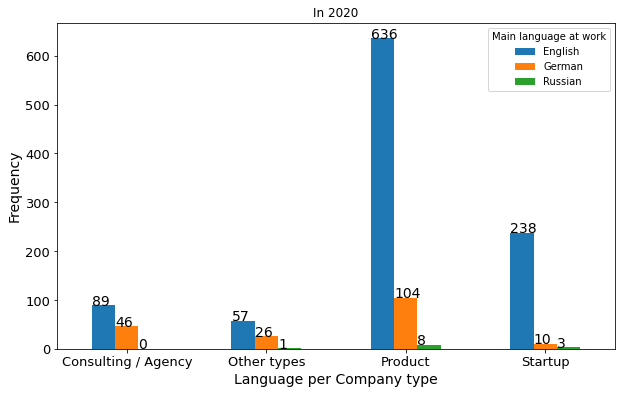 In 2020
Main language at work
English
German
Russian
Frequency
600
500
400
300
200
100
0
89
46
0
57
26
1
636
104
8
238
10
3
Consulting / Agency
Other types
Product
Startup
Language per Company type